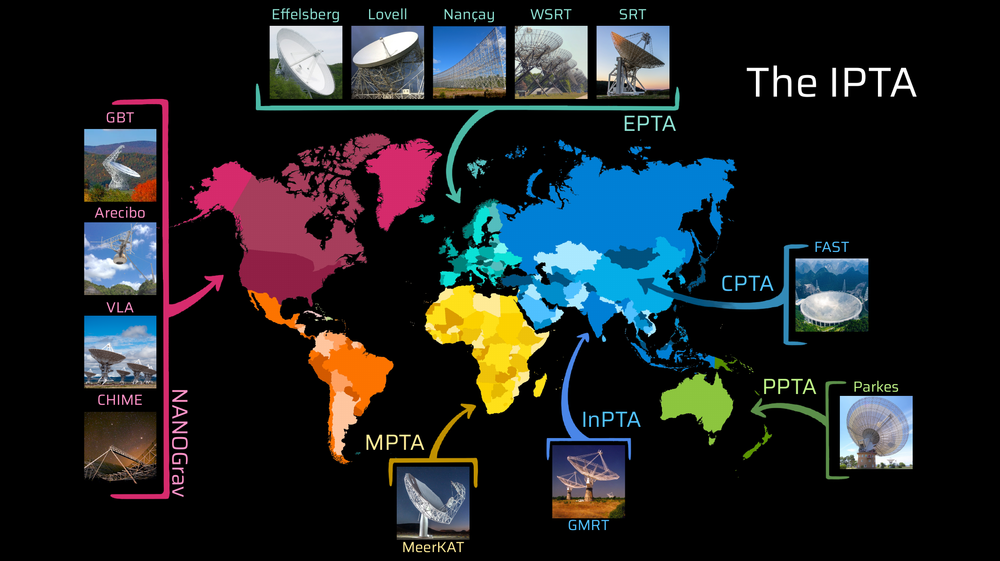 Effelsberg
Lovell
Nançay
WSRT
SRT
The IPTA
EPTA
GBT
Arecibo
VLA
CHIME
NANOGrav
FAST
CPTA
PPTA
Parkes
InPTA
GMRT
MPTA
MeerKAT